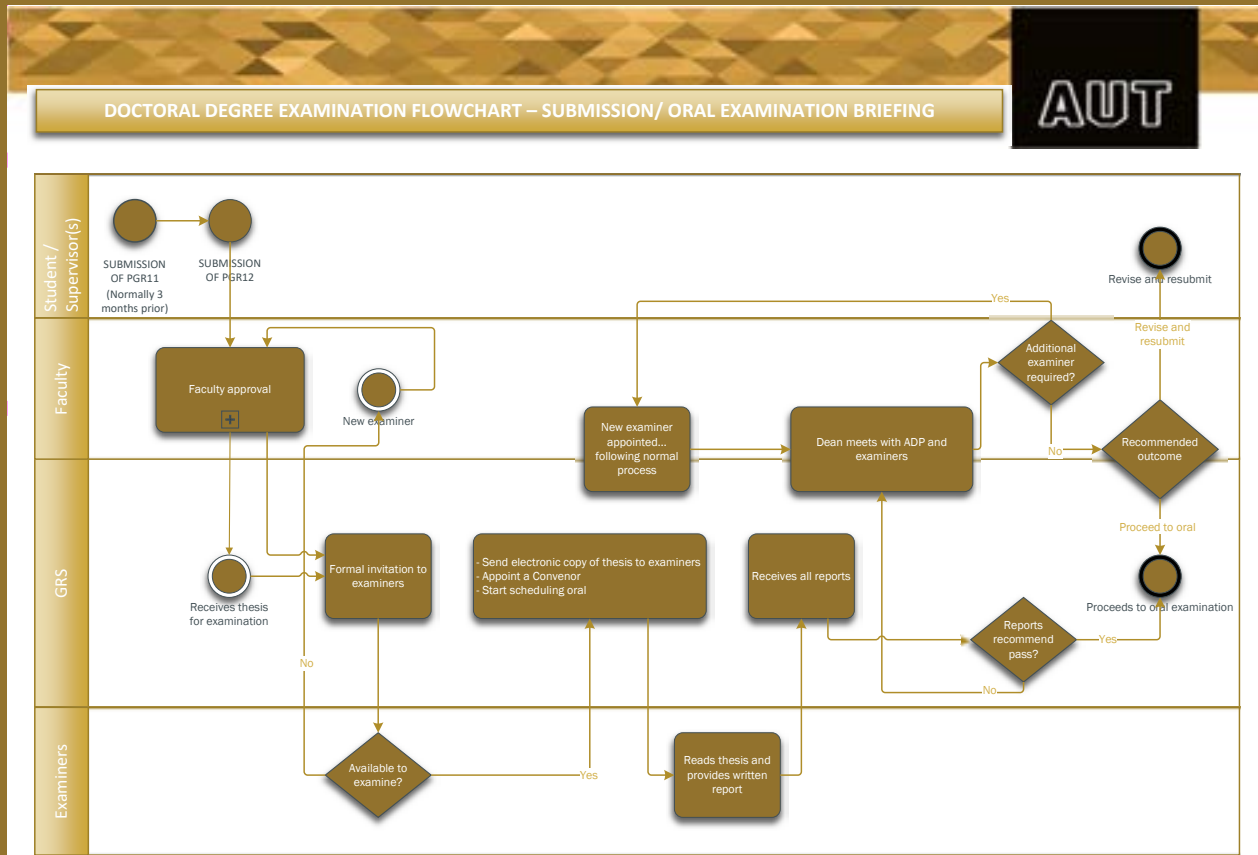 AUT
DOCTORAL DEGREE EXAMINATION FLOWCHART – SUBMISSION/ ORAL EXAMINATION BRIEFING
Student /
Supervisor(s)
SUBMISSION
OF PGR11
(Normally 3
months prior)
SUBMISSION
OF PGR12
Revise and resubmit
Yes
Faculty
Faculty approval
New examiner
New examiner
appointed...
following normal
process
Dean meets with ADP and
examiners
Additional
examiner
required?
No
Revise and
resubmit
Recommended
outcome
Proceed to oral
GRS
Receives thesis
for examination
Formal invitation to
examiners
- Send electronic copy of thesis to examiners
- Appoint a Convenor
- Start scheduling oral
Receives all reports
Reports
recommend
pass?
Yes
No
Proceeds to oral examination
No
Examiners
Available to
examine?
Yes
Reads thesis and
provides written
report